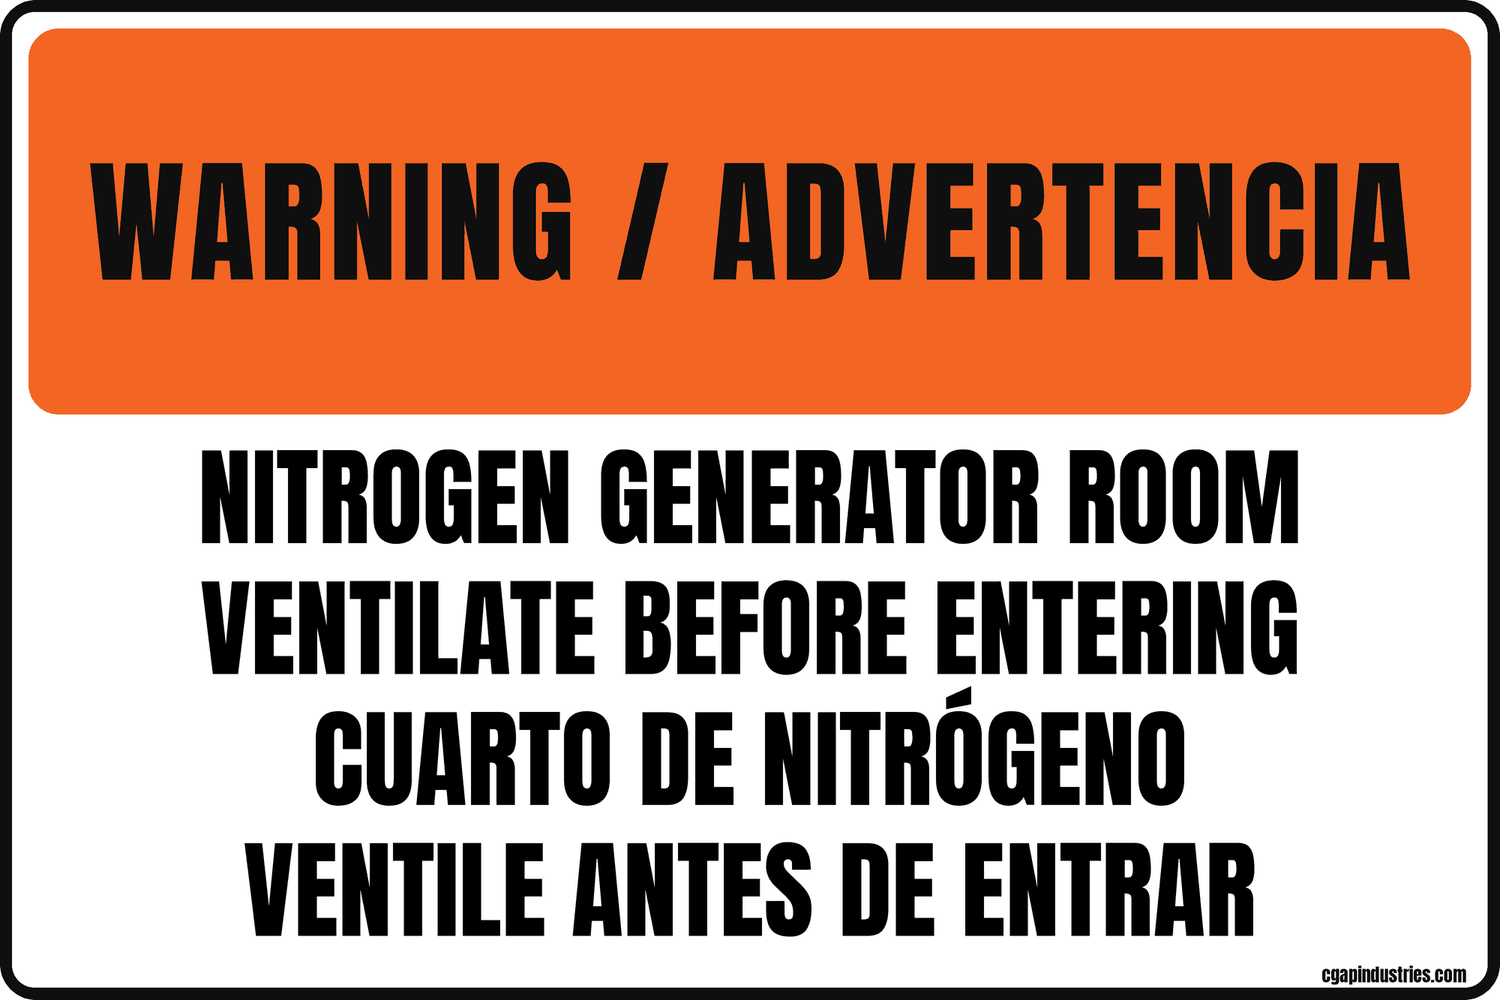 WARNING / ADVERTENCIA
NITROGEN GENERATOR ROOM
VENTILATE BEFORE ENTERING
CUARTO DE NITRÓGENO
VENTILE ANTES DE ENTRAR
cgapindustries.com